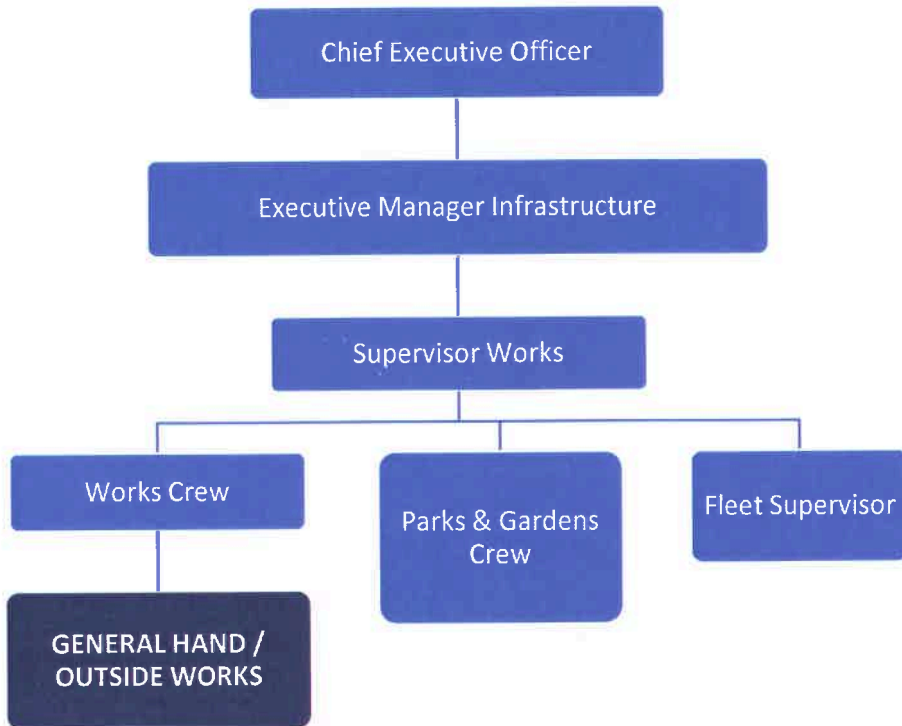 Chief Executive Officer
Executive Manager Infrastructure
Supervisor Works
Works Crew
Parks & Gardens
Crew
Fleet Supervisor
GENERAL HAND /
OUTSIDE WORKS